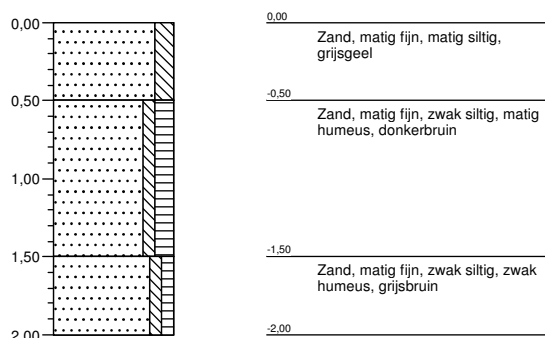 0,00
0,50
1,00
1,50
2,00
0,00
Zand, matig fijn, matig siltig,
grijsgeel
-0,50
Zand, matig fijn, zwak siltig, matig
humeus, donkerbruin
-1,50
Zand, matig fijn, zwak siltig, zwak
humeus, grijsbruin
-2,00